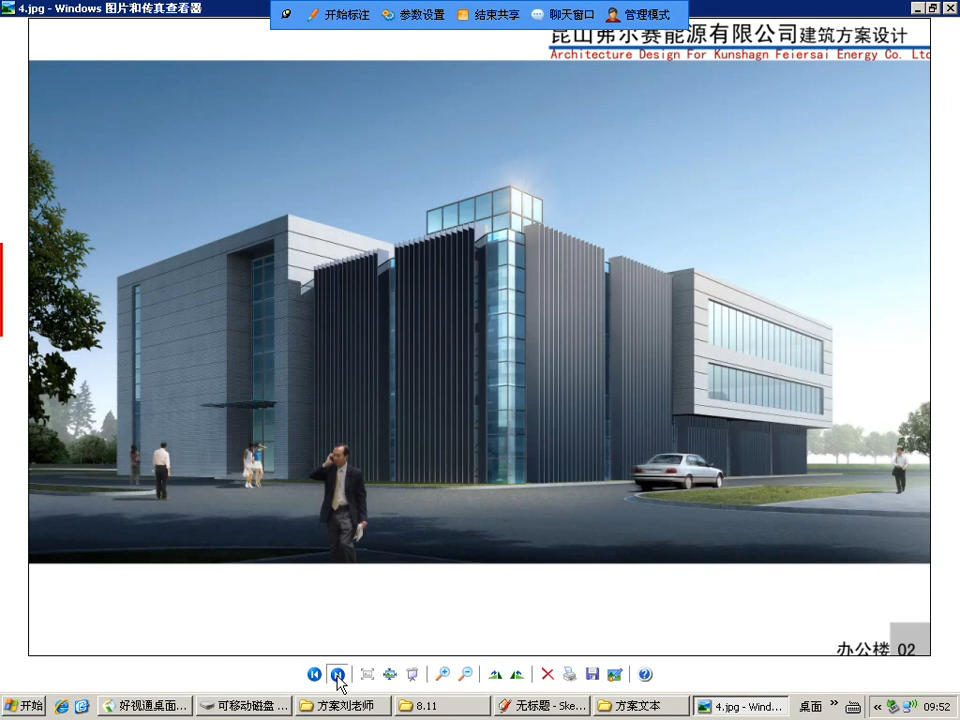 4.jpg - Windows 图片和传真查看器
开始标注 参数设置 结束共享 聊天窗口 管理模式
昆山弗尔赛能源有限公司建筑方案设计
Architecture Design For Kunshagn Feiersai Energy Co. Ltd
办公楼 02
开始 好视通桌面... 可移动磁盘 ... 方案刘老师 8.11 无标题 - Ske... 方案文本 4.jpg - Wind... 桌面 » « 09:52